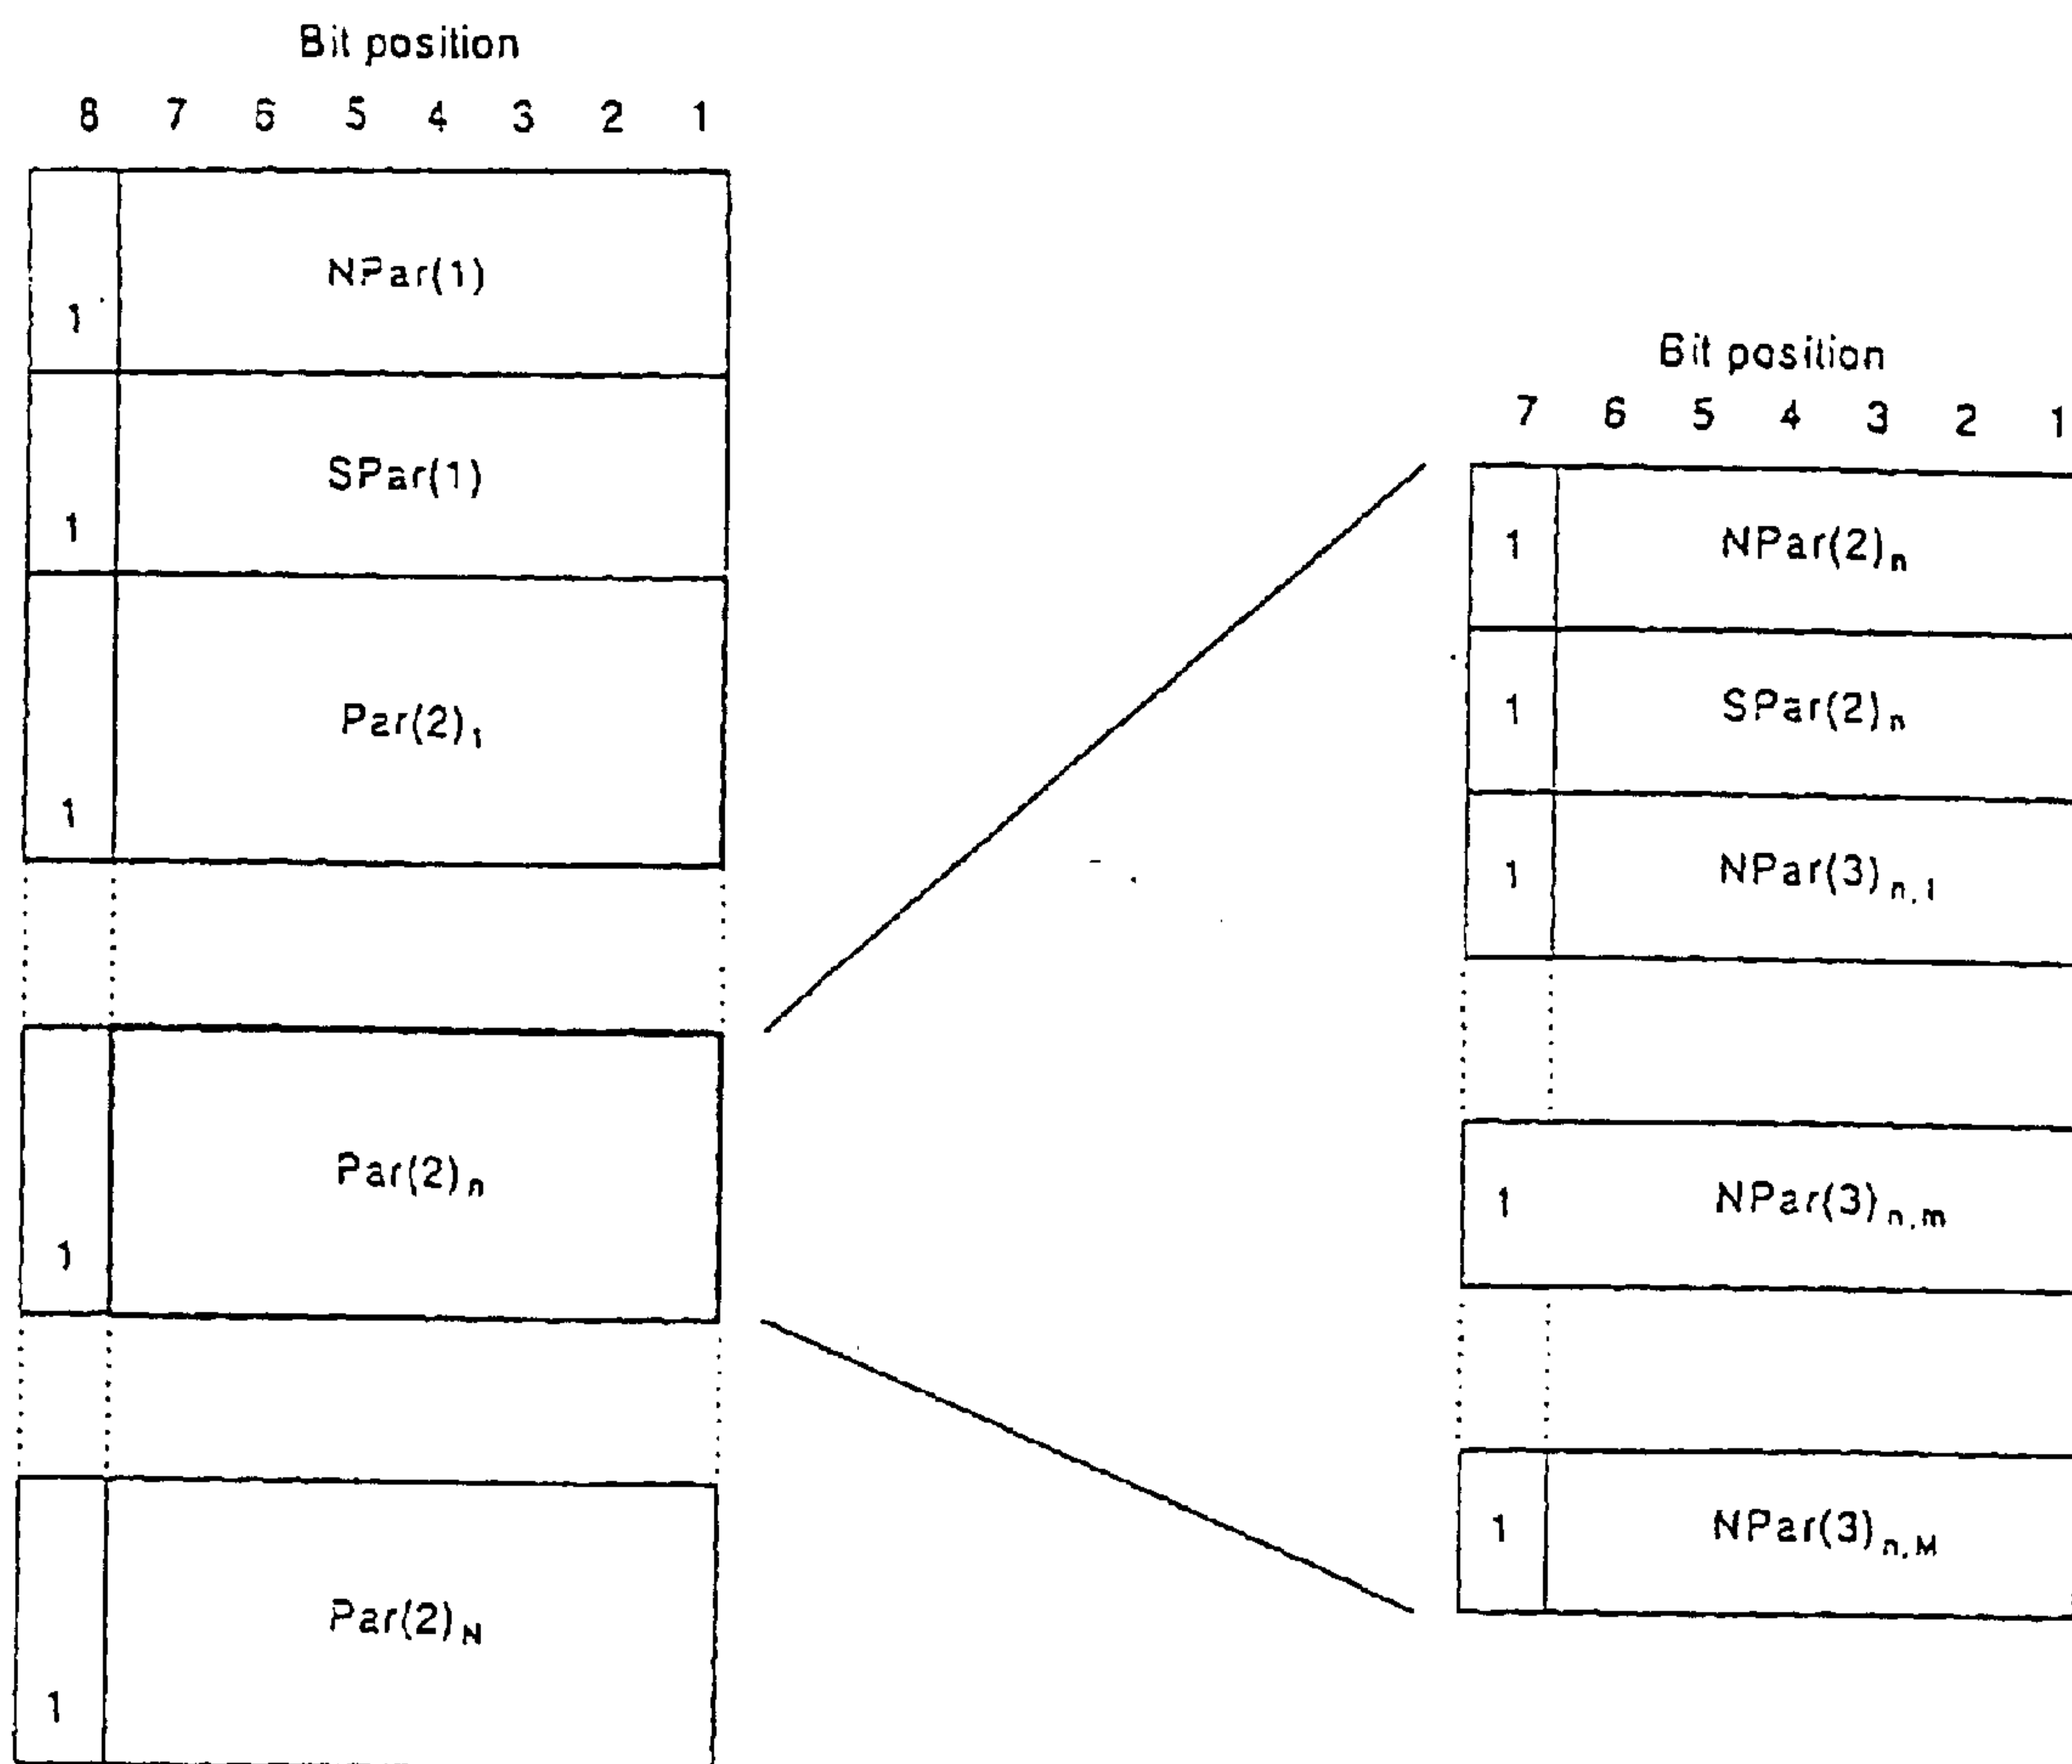 Bit position
8 7 6 5 4 3 2 1
NPar(1)
1
SPar(1)
1
Par(2)1
1
Par(2)n
1
Par(2)N
1
Bit position
7 6 5 4 3 2 1
1 NPar(2)n
1 SPar(2)n
1 NPar(3)n,1
1 NPar(3)n,m
1 NPar(3)n,M